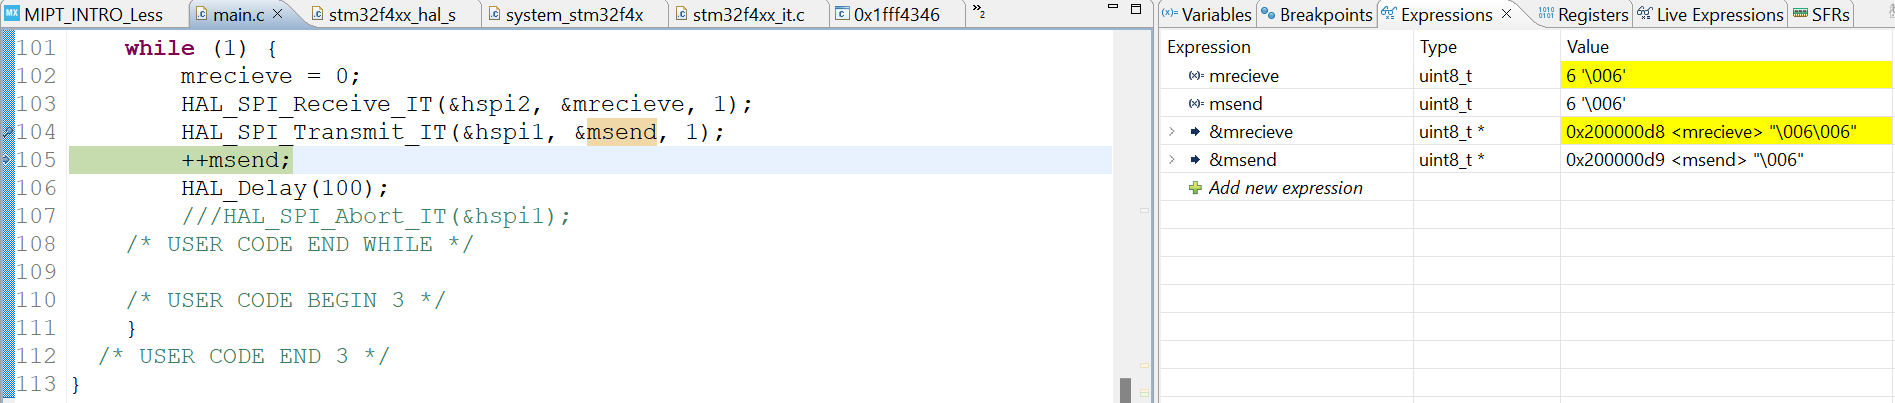 MX MIPT_INTRO_Less main.c stm32f4xx_hal_s system_stm32f4x stm32f4xx_it.c 0x1fff4346 »2
101 while (1) {
102 mrecieve = 0;
103 HAL_SPI_Receive_IT(&hspi2, &mrecieve, 1);
104 HAL_SPI_Transmit_IT(&hspi1, &msend, 1);
105 ++msend;
106 HAL_Delay(100);
107 ///HAL_SPI_Abort_IT(&hspi1);
108 /* USER CODE END WHILE */
109
110 /* USER CODE BEGIN 3 */
111 }
112 /* USER CODE END 3 */
113 }
(x)= Variables Breakpoints Expressions Registers Live Expressions SFRs
Expression Type Value
(x)= mrecieve uint8_t 6 '\006'
(x)= msend uint8_t 6 '\006'
&mrecieve uint8_t * 0x200000d8 <mrecieve> "\006\006"
&msend uint8_t * 0x200000d9 <msend> "\006"
Add new expression